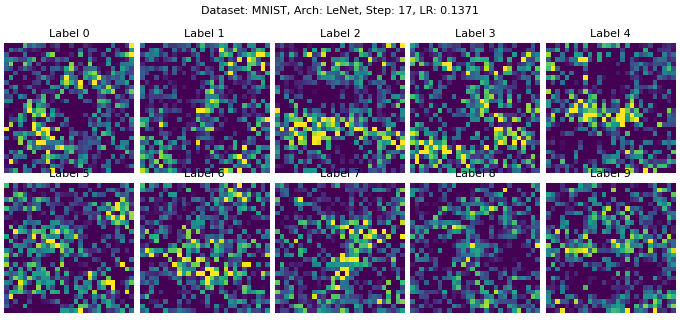 Dataset: MNIST, Arch: LeNet, Step: 17, LR: 0.1371
Label 0 Label 1 Label 2 Label 3 Label 4
Label 5 Label 6 Label 7 Label 8 Label 9